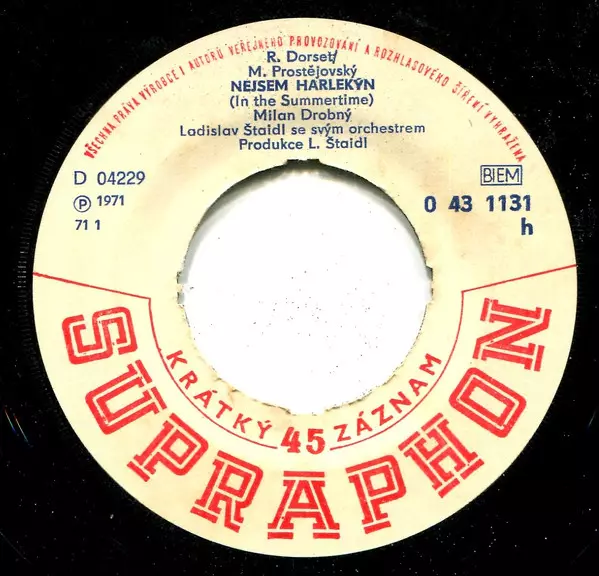 VŠECHNA PRÁVA VÝROBCE I AUTORŮ VEŘEJNÉHO PROVOZOVÁNÍ A ROZHLASOVÉHO ŠÍŘENÍ VYHRAŽENA
R. Dorset/
M. Prostějovský
NEJSEM HARLEKÝN
(In the Summertime)
Milan Drobný
Ladislav Štaidl se svým orchestrem
Produkce L. Štaidl
D 04229
Ⓟ 1971
71 1
BIEM
0 43 1131
h
KRÁTKÝ 45 ZÁZNAM
SUPRAPHON